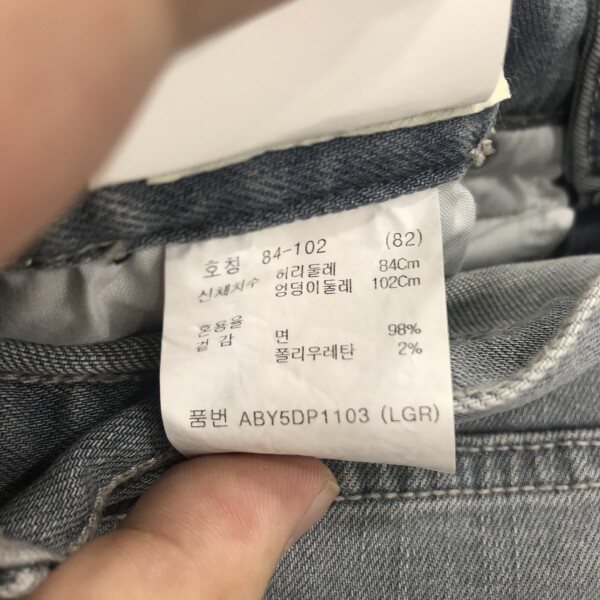 호칭 84-102 (82)
신체치수 허리둘레 84Cm
엉덩이둘레 102Cm
혼용율
겉감 면 98%
폴리우레탄 2%
품번 ABY5DP1103 (LGR)